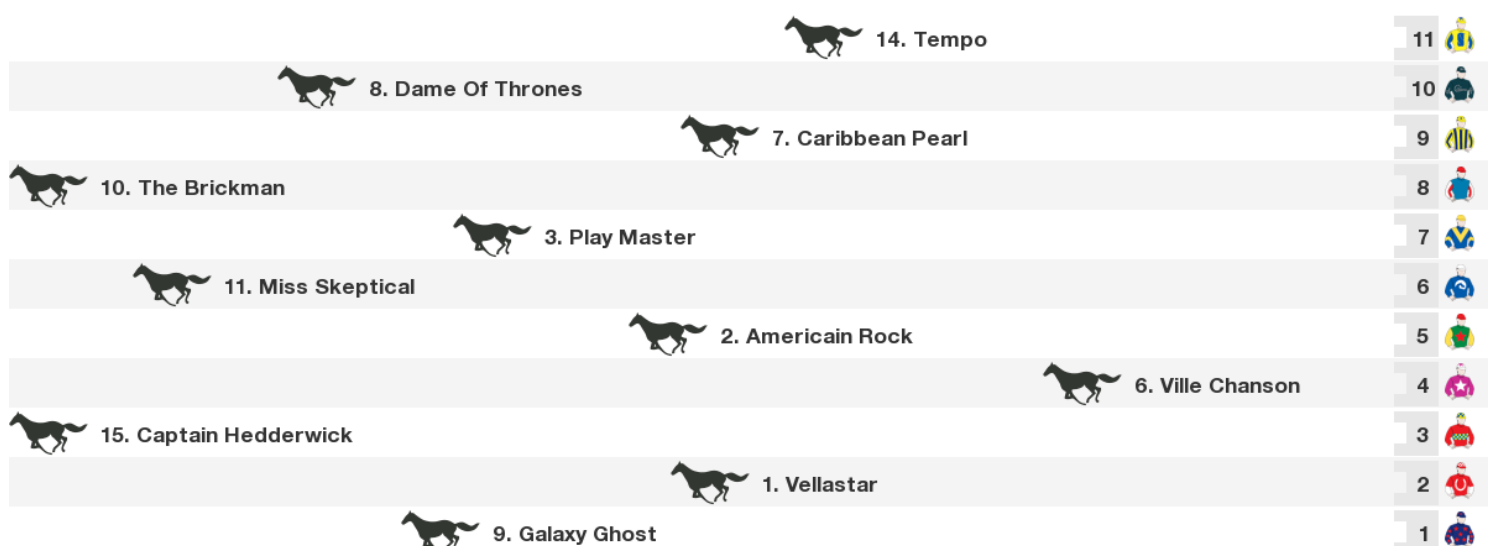 14. Tempo 11
8. Dame Of Thrones 10
7. Caribbean Pearl 9
10. The Brickman 8
3. Play Master 7
11. Miss Skeptical 6
2. Americain Rock 5
6. Ville Chanson 4
15. Captain Hedderwick 3
1. Vellastar 2
9. Galaxy Ghost 1